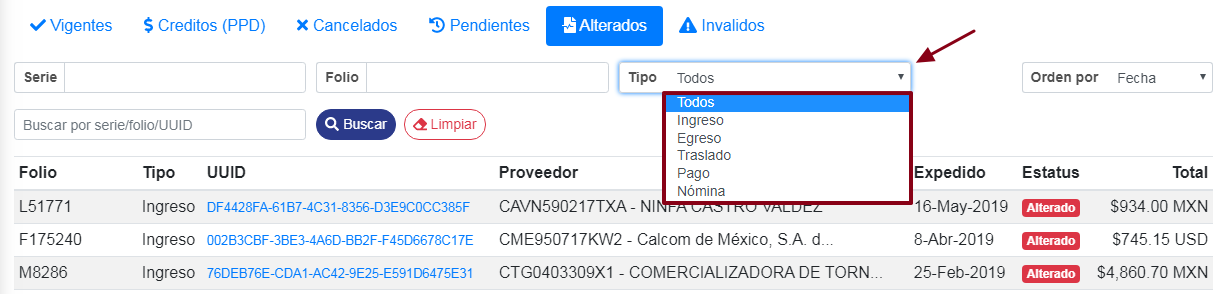 Vigentes Creditos (PPD) Cancelados Pendientes Alterados Invalidos
Serie Folio Tipo Todos Orden por Fecha
Todos
Ingreso
Egreso
Traslado
Pago
Nómina
Buscar por serie/folio/UUID Buscar Limpiar
Folio Tipo UUID Proveedor Expedido Estatus Total
L51771 Ingreso DF4428FA-61B7-4C31-8356-D3E9C0CC385F CAVN590217TXA - NINFA CASTRO VALDEZ 16-May-2019 Alterado $934.00 MXN
F175240 Ingreso 002B3CBF-3BE3-4A6D-BB2F-F45D6678C17E CME950717KW2 - Calcom de México, S.A. d... 8-Abr-2019 Alterado $745.15 USD
M8286 Ingreso 76DEB76E-CDA1-AC42-9E25-E591D6475E31 CTG0403309X1 - COMERCIALIZADORA DE TORN... 25-Feb-2019 Alterado $4,860.70 MXN